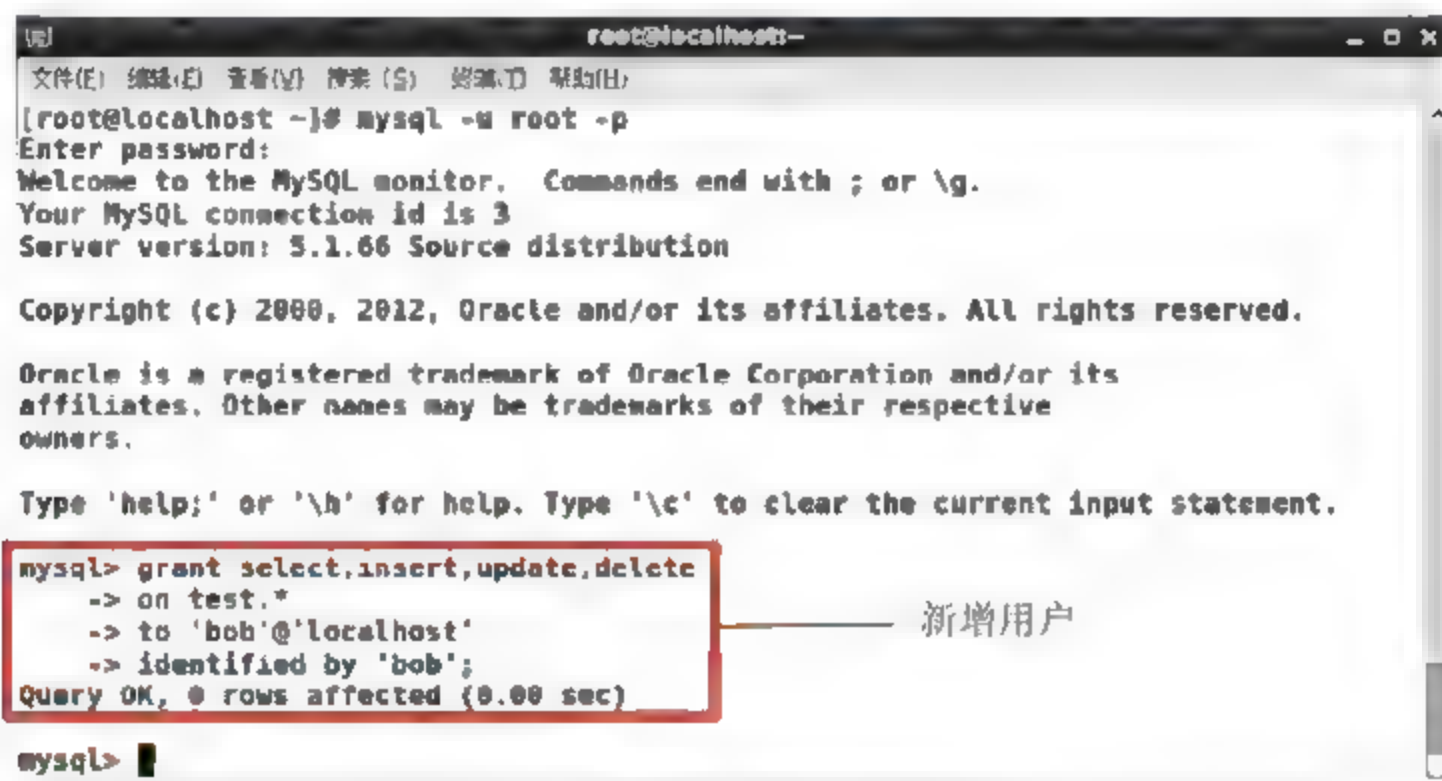 root@localhost:~
文件(F) 编辑(E) 查看(V) 搜索 (S) 终端(T) 帮助(H)
[root@localhost ~]# mysql -u root -p
Enter password:
Welcome to the MySQL monitor.  Commands end with ; or \g.
Your MySQL connection id is 3
Server version: 5.1.66 Source distribution
Copyright (c) 2000, 2012, Oracle and/or its affiliates. All rights reserved.
Oracle is a registered trademark of Oracle Corporation and/or its
affiliates. Other names may be trademarks of their respective
owners.
Type 'help;' or '\h' for help. Type '\c' to clear the current input statement.
mysql> grant select,insert,update,delete
-> on test.*
-> to 'bob'@'localhost'
-> identified by 'bob';
新增用户
Query OK, 0 rows affected (0.00 sec)
mysql>